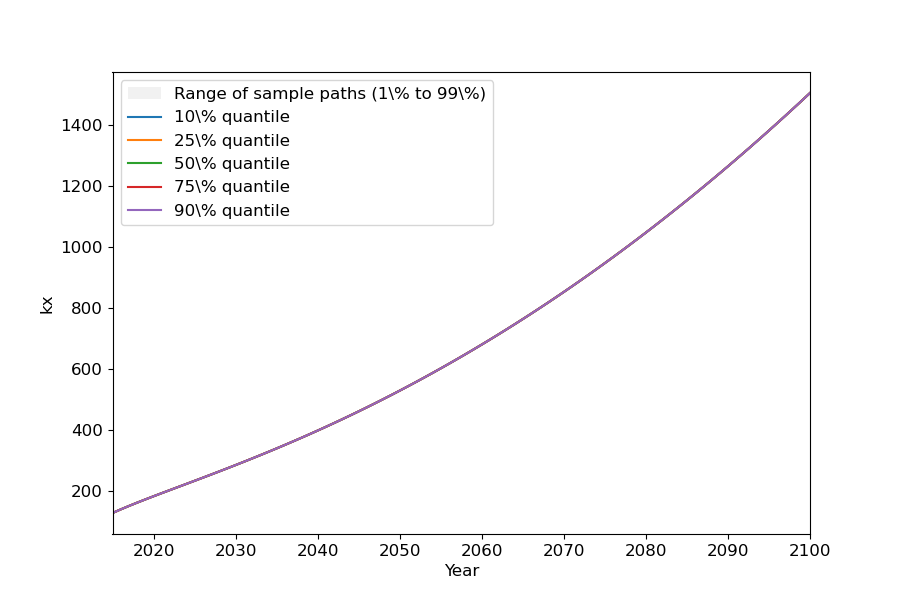 Range of sample paths (1\% to 99\%)
10\% quantile
25\% quantile
50\% quantile
75\% quantile
90\% quantile
1400
1200
1000
800
600
400
200
kx
2020 2030 2040 2050 2060 2070 2080 2090 2100
Year